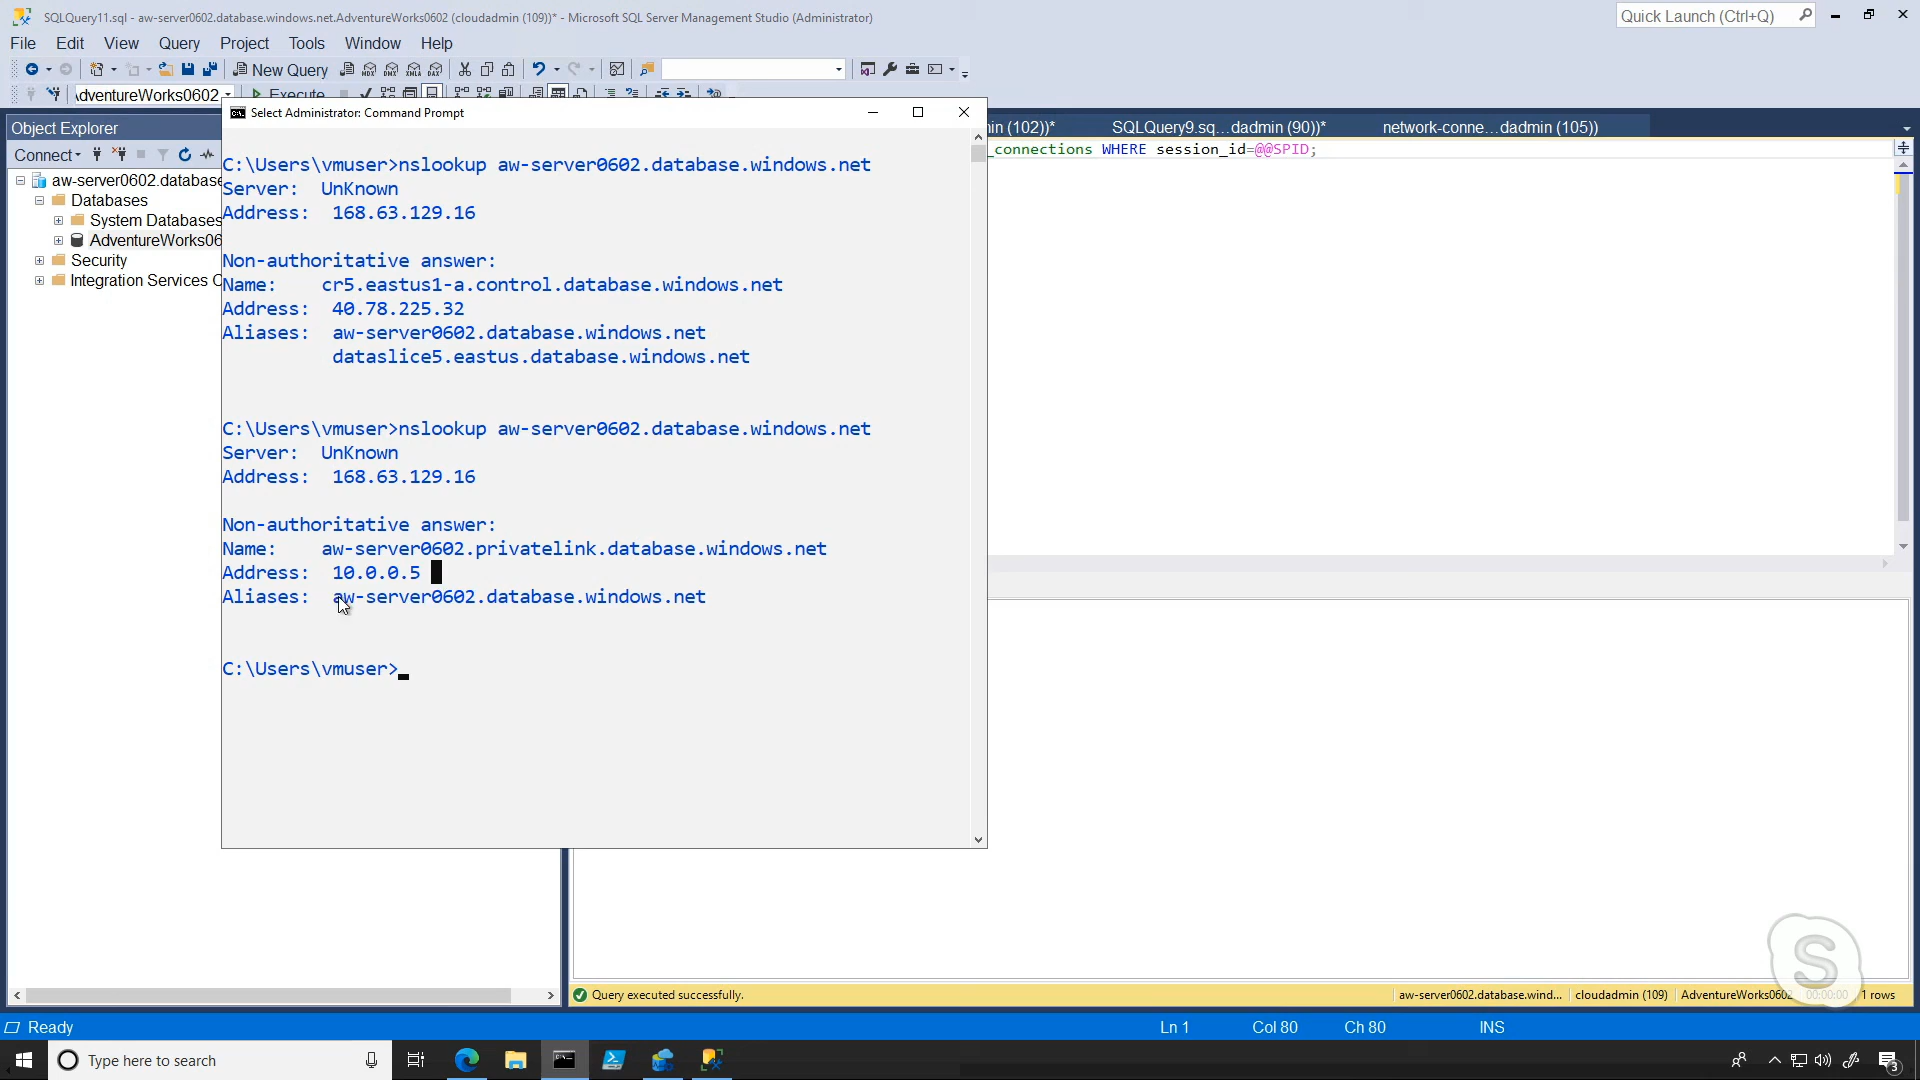 SQLQuery11.sql - aw-server0602.database.windows.net.AdventureWorks0602 (cloudadmin (109))* - Microsoft SQL Server Management Studio (Administrator)
Quick Launch (Ctrl+Q)
File Edit View Query Project Tools Window Help
New Query
AdventureWorks0602 Execute
Select Administrator: Command Prompt
Object Explorer
min (102))* SQLQuery9.sq...dadmin (90))* network-conne...dadmin (105))
Connect
_connections WHERE session_id=@@SPID;
aw-server0602.database
Databases
System Databases
AdventureWorks06
Security
Integration Services C
C:\Users\vmuser>nslookup aw-server0602.database.windows.net
Server: UnKnown
Address: 168.63.129.16
Non-authoritative answer:
Name: cr5.eastus1-a.control.database.windows.net
Address: 40.78.225.32
Aliases: aw-server0602.database.windows.net
dataslice5.eastus.database.windows.net
C:\Users\vmuser>nslookup aw-server0602.database.windows.net
Server: UnKnown
Address: 168.63.129.16
Non-authoritative answer:
Name: aw-server0602.privatelink.database.windows.net
Address: 10.0.0.5
Aliases: aw-server0602.database.windows.net
C:\Users\vmuser>
Query executed successfully. aw-server0602.database.wind... cloudadmin (109) AdventureWorks0602 00:00:00 1 rows
Ready Ln 1 Col 80 Ch 80 INS
Type here to search
3